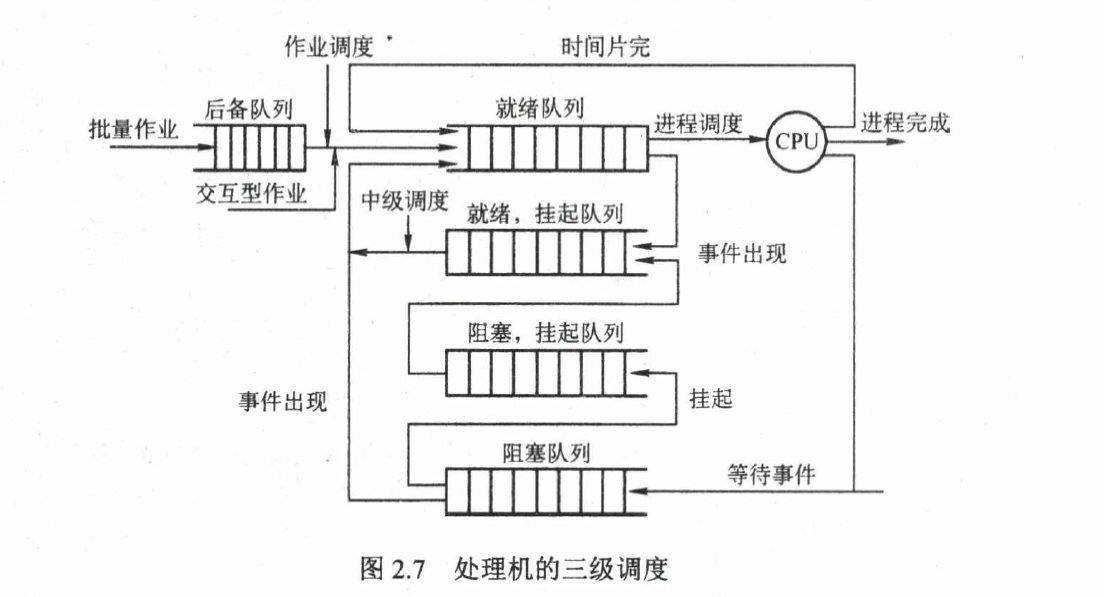 作业调度
时间片完
后备队列
就绪队列
批量作业
进程调度
CPU
进程完成
交互型作业
中级调度
就绪，挂起队列
事件出现
阻塞，挂起队列
事件出现
挂起
阻塞队列
等待事件
图 2.7 处理机的三级调度